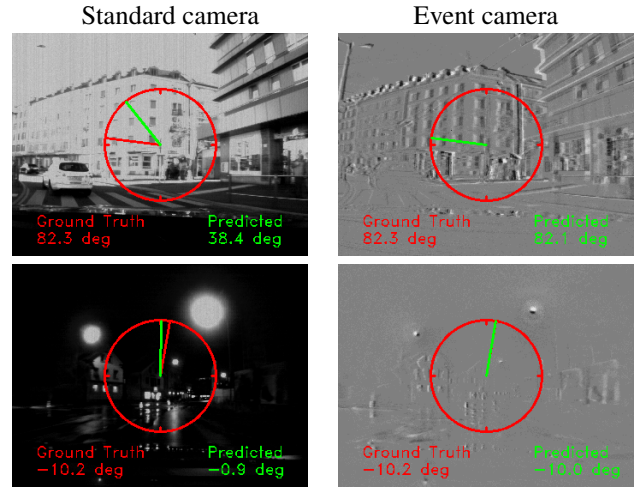 Standard camera Event camera
Ground Truth Predicted
82.3 deg 38.4 deg
Ground Truth Predicted
82.3 deg 82.1 deg
Ground Truth Predicted
−10.2 deg −0.9 deg
Ground Truth Predicted
−10.2 deg −10.0 deg